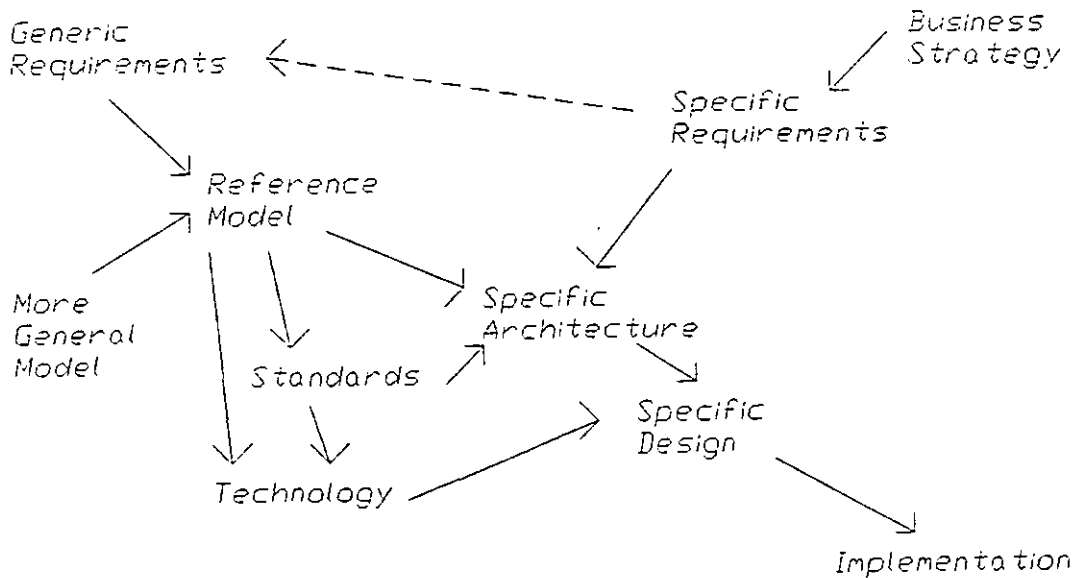 Generic
Requirements
Business
Strategy
Specific
Requirements
Reference
Model
More
General
Model
Specific
Architecture
Standards
Specific
Design
Technology
Implementation